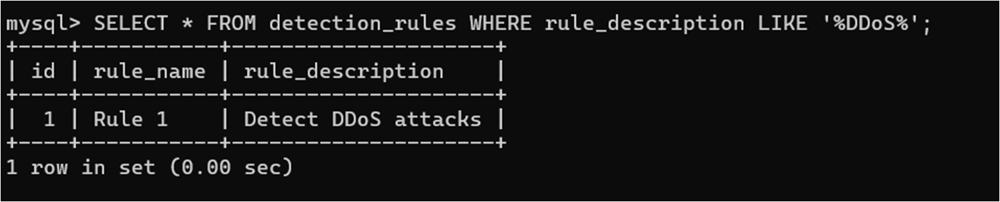 mysql> SELECT * FROM detection_rules WHERE rule_description LIKE '%DDoS%';
+----+-----------+---------------------+
| id | rule_name | rule_description    |
+----+-----------+---------------------+
|  1 | Rule 1    | Detect DDoS attacks |
+----+-----------+---------------------+
1 row in set (0.00 sec)